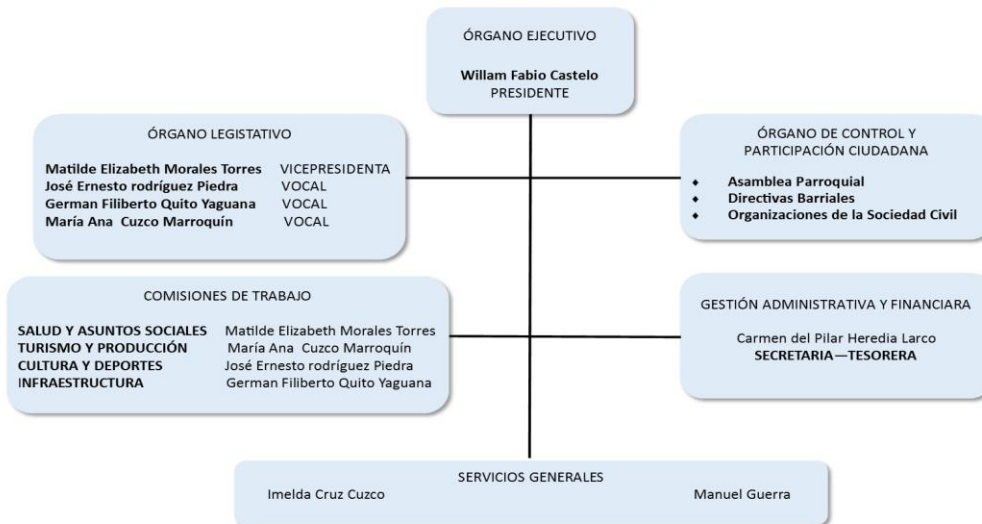 ÓRGANO EJECUTIVO
Willam Fabio Castelo
PRESIDENTE
ÓRGANO LEGISTATIVO
Matilde Elizabeth Morales Torres VICEPRESIDENTA
José Ernesto rodríguez Piedra VOCAL
German Filiberto Quito Yaguana VOCAL
María Ana Cuzco Marroquín VOCAL
ÓRGANO DE CONTROL Y
PARTICIPACIÓN CIUDADANA
♦ Asamblea Parroquial
♦ Directivas Barriales
♦ Organizaciones de la Sociedad Civil
COMISIONES DE TRABAJO
SALUD Y ASUNTOS SOCIALES Matilde Elizabeth Morales Torres
TURISMO Y PRODUCCIÓN María Ana Cuzco Marroquín
CULTURA Y DEPORTES José Ernesto rodríguez Piedra
INFRAESTRUCTURA German Filiberto Quito Yaguana
GESTIÓN ADMINISTRATIVA Y FINANCIARA
Carmen del Pilar Heredia Larco
SECRETARIA—TESORERA
SERVICIOS GENERALES
Imelda Cruz Cuzco Manuel Guerra